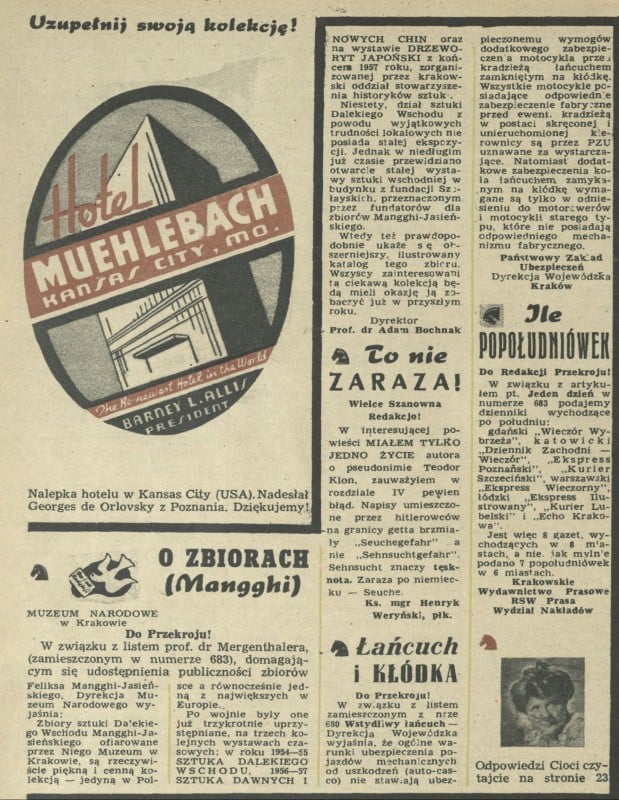 Uzupełnij swoją kolekcję!
Hotel
MUEHLEBACH
KANSAS CITY, MO.
The Re-newest Hotel in the World
BARNEY L. ALLIS
PRESIDENT
Nalepka hotelu w Kansas City (USA). Nadesłał
Georges de Orlovsky z Poznania. Dziękujemy!
O ZBIORACH
(Mangghi)
MUZEUM NARODOWE
w Krakowie
Do Przekroju!
W związku z listem prof. dr Mergenthalera,
(zamieszczonym w numerze 683), domagają-
cym się udostępnienia publiczności zbiorów
Feliksa Mangghi-Jasień-
skiego, Dyrekcja Mu-
zeum Narodowego wy-
jaśnia:
Zbiory sztuki Dalekie-
go Wschodu Mangghi-Ja-
sieńskiego ofiarowane
przez Niego Muzeum w
Krakowie, są rzeczywi-
ście piękną i cenną ko-
lekcją — jedyną w Pol-
sce a równocześnie jed-
ną z największych w
Europie.
Po wojnie były one
już trzykrotnie uprzy-
stępniane, na trzech ko-
lejnych wystawach cza-
sowych: w roku 1954—55
SZTUKA DALEKIEGO
WSCHODU, 1956—57
SZTUKA DAWNYCH I
NOWYCH CHIN oraz
na wystawie DRZEWO-
RYT JAPOŃSKI z koń-
cem 1957 roku, zorgani-
zowanej przez krakow-
ski oddział stowarzysze-
nia historyków sztuki.
Niestety, dział sztuki
Dalekiego Wschodu z
powodu wyjątkowych
trudności lokalowych nie
posiada stałej ekspozy-
cji. Jednak w niedługim
już czasie przewidziano
otwarcie stałej wysta-
wy sztuki wschodniej w
budynku z fundacji Szo-
łayskich, przeznaczonym
przez fundatorów dla
zbiorów Mangghi-Jasień-
skiego.
Wtedy też prawdopo-
dobnie ukaże się ob-
szerniejszy, ilustrowany
katalog tego zbioru.
Wszyscy zainteresowani
tą ciekawą kolekcją bę-
dą mieli okazję ją zo-
baczyć już w przyszłym
roku.
Dyrektor
Prof. dr Adam Bochnak
To nie
ZARAZA!
Wielce Szanowna
Redakcjo!
W interesującej po-
wieści MIAŁEM TYLKO
JEDNO ŻYCIE autora
o pseudonimie Teodor
Klon, zauważyłem w
rozdziale IV pewien
błąd. Napisy umieszczo-
ne przez hitlerowców
na granicy getta brzmia-
ły „Seuchegefahr" a
nie „Sehnsuchtgefahr".
Sehnsucht znaczy tęsk-
nota. Zaraza po niemiec-
ku — Seuche.
Ks. mgr Henryk
Weryński, płk.
Łańcuch
i KŁÓDKA
Do Przekroju!
W związku z listem
zamieszczonym z nrze
680 Wstydliwy łańcuch —
Dyrekcja Wojewódzka
wyjaśnia, że ogólne wa-
runki ubezpieczenia po-
jazdów mechanicznych
od uszkodzeń (auto-cas-
co) nie stawiają ubez-
pieczonemu wymogów
dodatkowego zabezpie-
czenia motocykla przed
kradzieżą łańcuchem
zamkniętym na kłódkę.
Wszystkie motocykle po-
siadające odpowiednie
zabezpieczenie fabryczne
przed ewent. kradzieżą
w postaci skręconej i
unieruchomionej kie-
rownicy są przez PZU
uznawane za wystarcza-
jące. Natomiast dodat-
kowe zabezpieczenia ko-
ła łańcuchem zamyka-
nym na kłódkę wyma-
gane są tylko w odnie-
sieniu do motorowerów
i motocykli starego ty-
pu, które nie posiadają
odpowiedniego mecha-
nizmu fabrycznego.
Państwowy Zakład
Ubezpieczeń
Dyrekcja Wojewódzka
Kraków
Ile
POPOŁUDNIÓWEK
Do Redakcji Przekroju!
W związku z artyku-
łem pt. Jeden dzień w
numerze 683 podajemy
dzienniki wychodzące
po południu:
gdański „Wieczór Wy-
brzeża", katowicki
„Dziennik Zachodni —
Wieczór", „Ekspress
Poznański", „Kurier
Szczeciński", warszawski
„Ekspress Wieczorny",
łódzki „Ekspress Ilu-
strowany", „Kurier Lu-
belski" i „Echo Krako-
wa".
Jest więc 8 gazet, wy-
chodzących w 8 mia-
stach, a nie, jak mylnie
podano 7 popołudniówek
w 6 miastach.
Krakowskie
Wydawnictwo Prasowe
RSW Prasa
Wydział Nakładów
Odpowiedzi Cioci czy-
tajcie na stronie 23